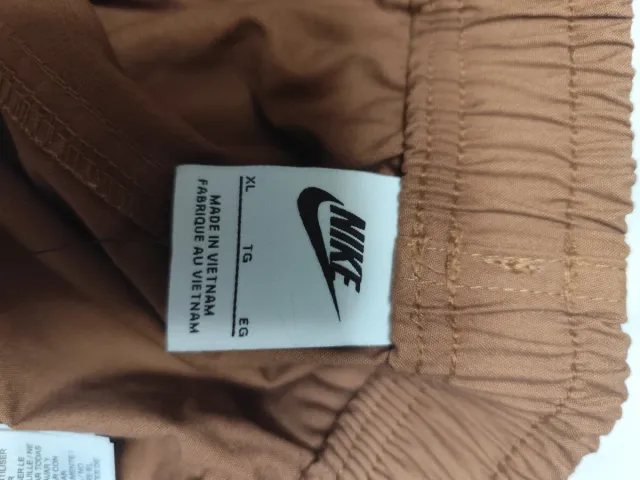 NIKE
XL TG EG
MADE IN VIETNAM
FABRIQUE AU VIETNAM